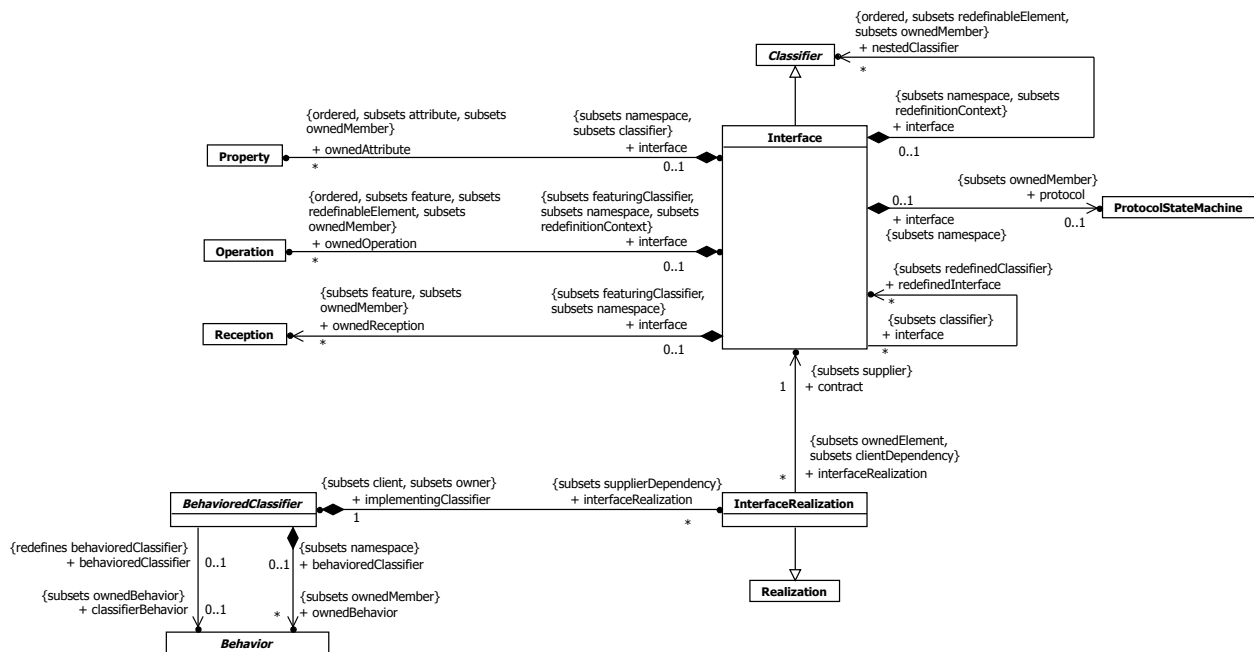 {ordered, subsets redefinableElement,
subsets ownedMember}
+ nestedClassifier
*
Classifier
{subsets namespace, subsets
redefinitionContext}
+ interface
0..1
Interface
{ordered, subsets attribute, subsets
ownedMember}
+ ownedAttribute
*
Property
{subsets namespace,
subsets classifier}
+ interface
0..1
{subsets ownedMember}
+ protocol
0..1
0..1
+ interface
{subsets namespace}
ProtocolStateMachine
{ordered, subsets feature, subsets
redefinableElement, subsets
ownedMember}
+ ownedOperation
*
Operation
{subsets featuringClassifier,
subsets namespace, subsets
redefinitionContext}
+ interface
0..1
{subsets redefinedClassifier}
+ redefinedInterface
*
{subsets classifier}
+ interface
*
{subsets feature, subsets
ownedMember}
+ ownedReception
*
Reception
{subsets featuringClassifier,
subsets namespace}
+ interface
0..1
{subsets supplier}
+ contract
1
{subsets ownedElement,
subsets clientDependency}
+ interfaceRealization
*
{subsets client, subsets owner}
+ implementingClassifier
1
{subsets supplierDependency}
+ interfaceRealization
*
BehavioredClassifier
InterfaceRealization
{redefines behavioredClassifier}
+ behavioredClassifier
0..1
{subsets namespace}
+ behavioredClassifier
0..1
{subsets ownedBehavior}
+ classifierBehavior
0..1
{subsets ownedMember}
+ ownedBehavior
*
Realization
Behavior